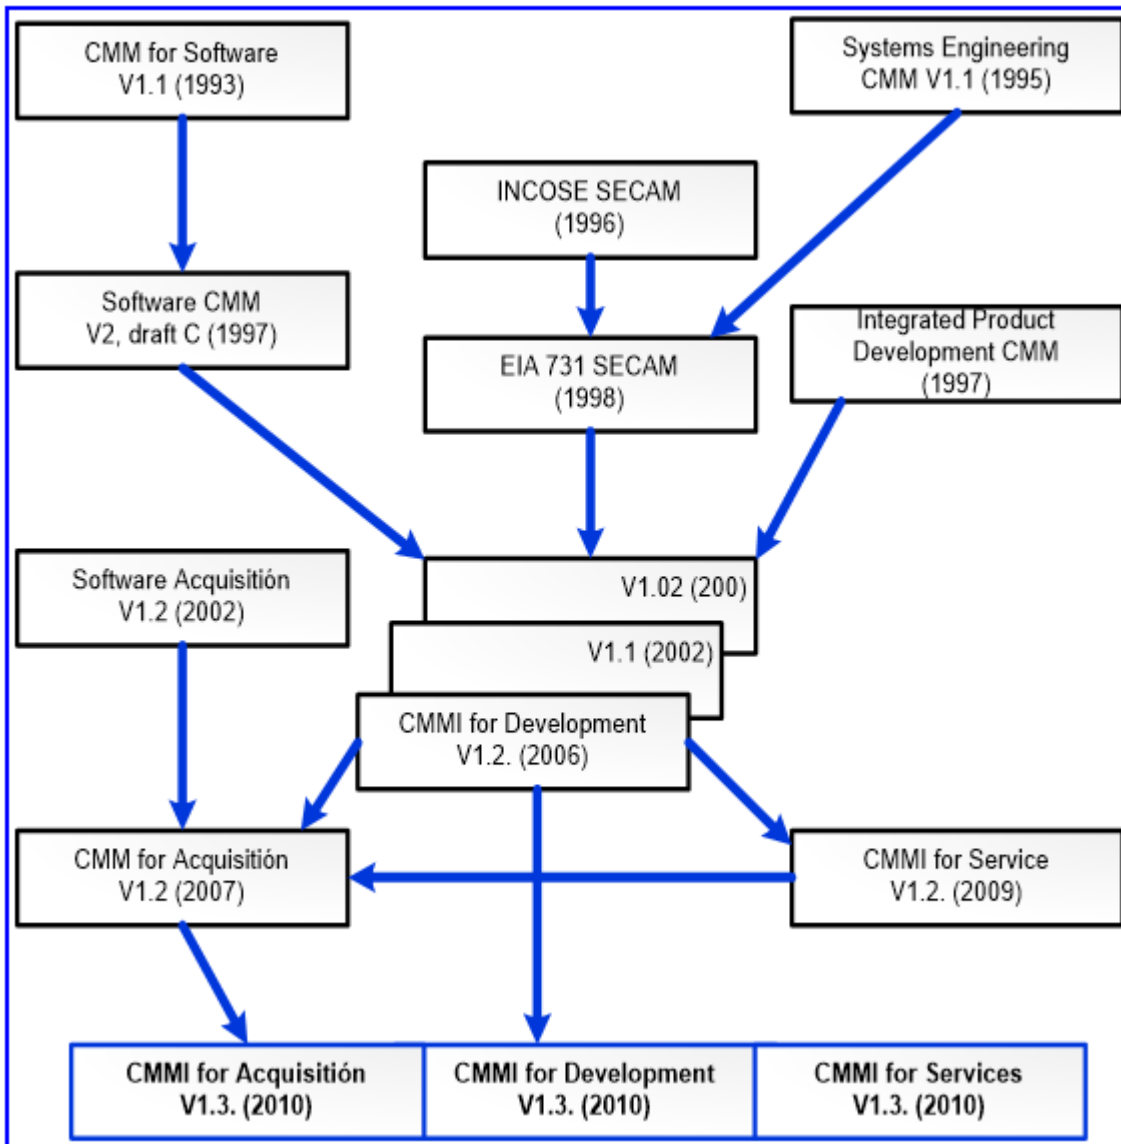 CMM for Software
V1.1 (1993)
Systems Engineering
CMM V1.1 (1995)
INCOSE SECAM
(1996)
Software CMM
V2, draft C (1997)
EIA 731 SECAM
(1998)
Integrated Product
Development CMM
(1997)
Software Acquisitión
V1.2 (2002)
V1.02 (200)
V1.1 (2002)
CMMI for Development
V1.2. (2006)
CMM for Acquisitión
V1.2 (2007)
CMMI for Service
V1.2. (2009)
CMMI for Acquisitión
V1.3. (2010)
CMMI for Development
V1.3. (2010)
CMMI for Services
V1.3. (2010)